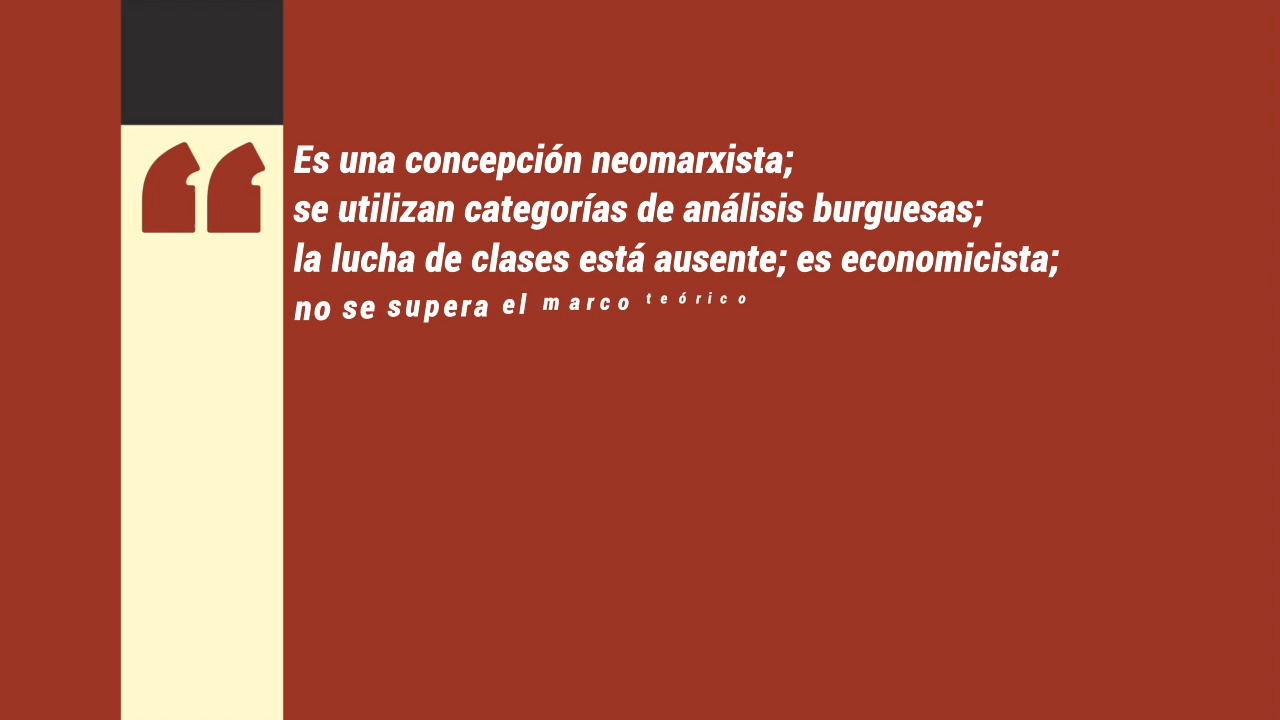 Es una concepción neomarxista;
se utilizan categorías de análisis burguesas;
la lucha de clases está ausente; es economicista;
no se supera el marco teórico